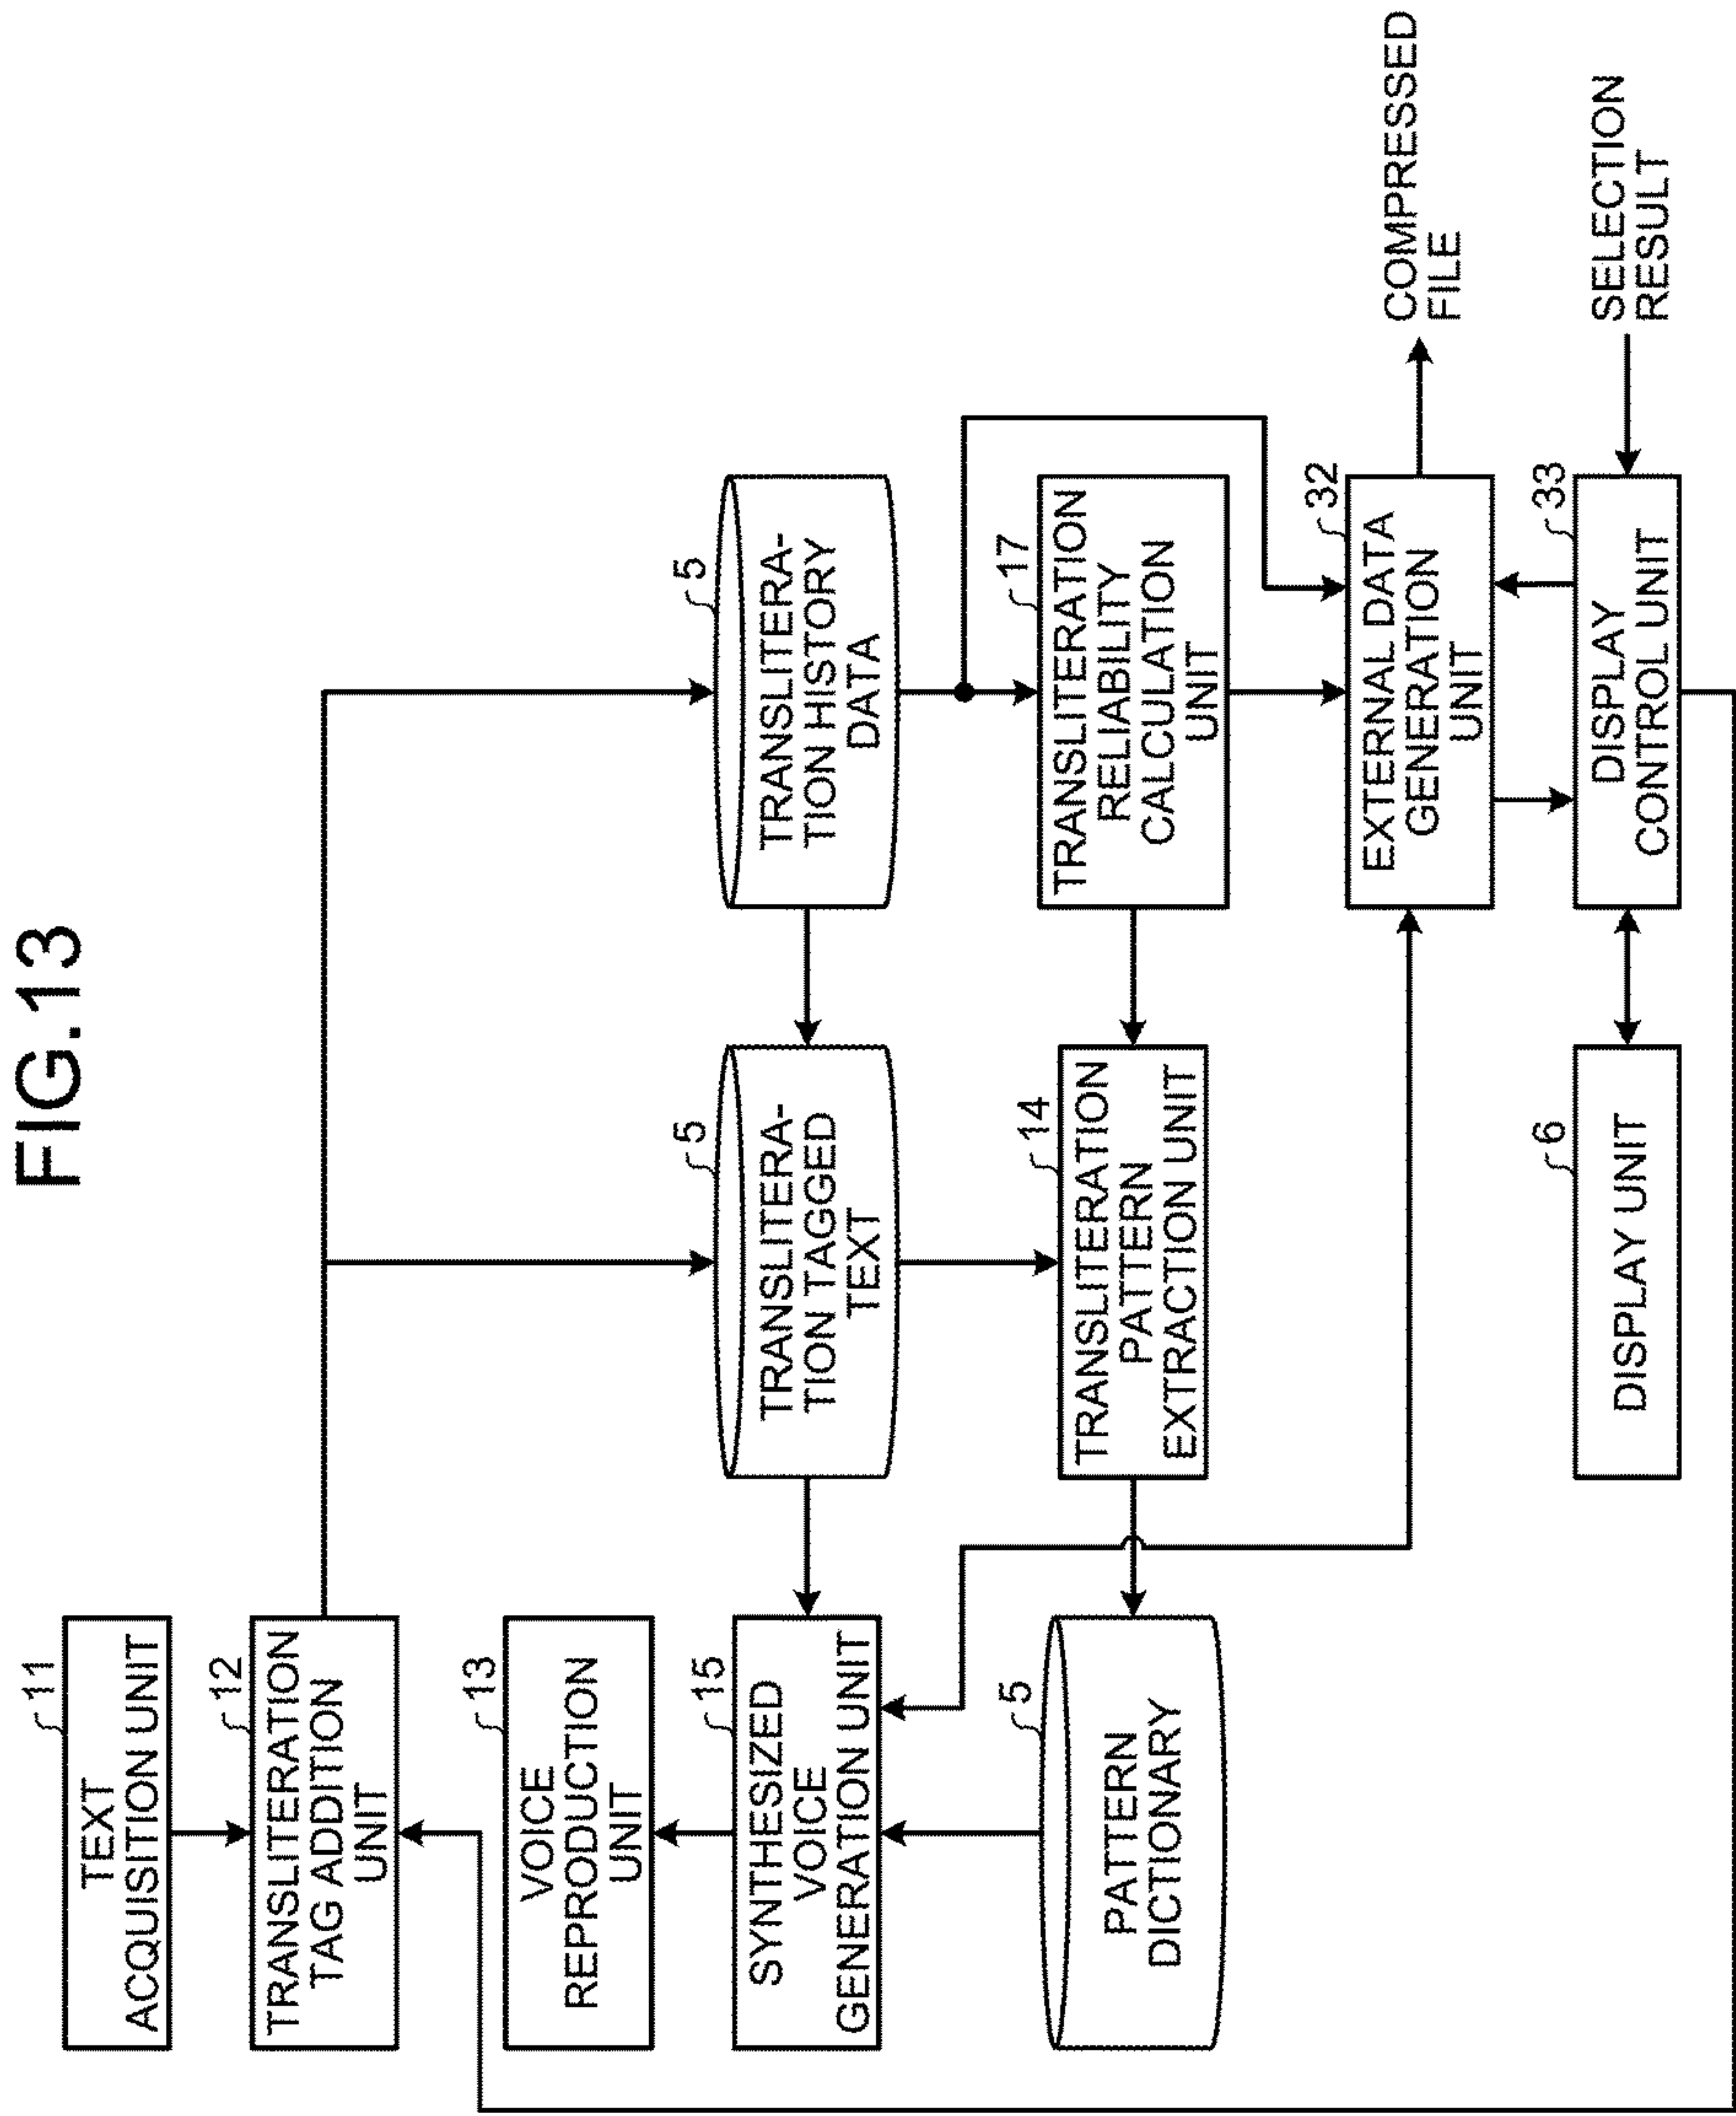 FIG.13
11
TEXT
ACQUISITION UNIT
12
TRANSLITERATION
TAG ADDITION
UNIT
13
VOICE
REPRODUCTION
UNIT
5
TRANSLITERA-
TION TAGGED
TEXT
5
TRANSLITERA-
TION HISTORY
DATA
15
SYNTHESIZED
VOICE
GENERATION UNIT
14
TRANSLITERATION
PATTERN
EXTRACTION UNIT
17
TRANSLITERATION
RELIABILITY
CALCULATION
UNIT
5
PATTERN
DICTIONARY
32
EXTERNAL DATA
GENERATION
UNIT
COMPRESSED
FILE
6
DISPLAY UNIT
33
DISPLAY
CONTROL UNIT
SELECTION
RESULT